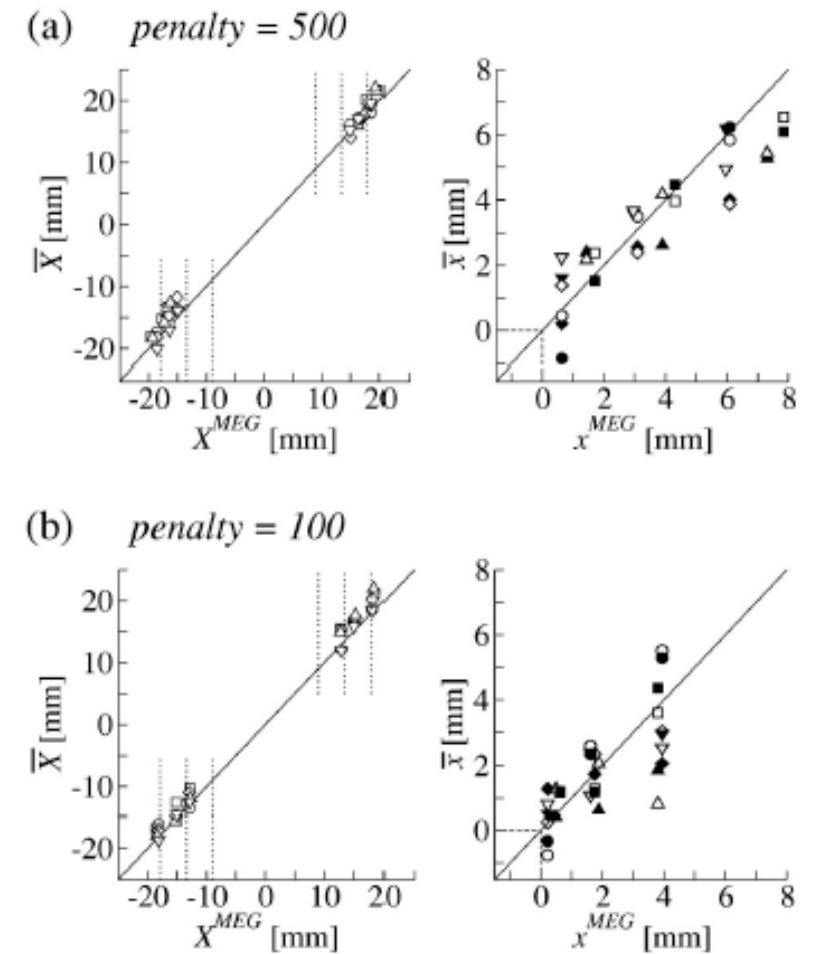 (a) penalty = 500
20
10
0
-10
-20
X̅ [mm]
-20 -10 0 10 20
X^MEG [mm]
8
6
4
2
0
x̅ [mm]
0 2 4 6 8
x^MEG [mm]
(b) penalty = 100
20
10
0
-10
-20
X̅ [mm]
-20 -10 0 10 20
X^MEG [mm]
8
6
4
2
0
x̅ [mm]
0 2 4 6 8
x^MEG [mm]